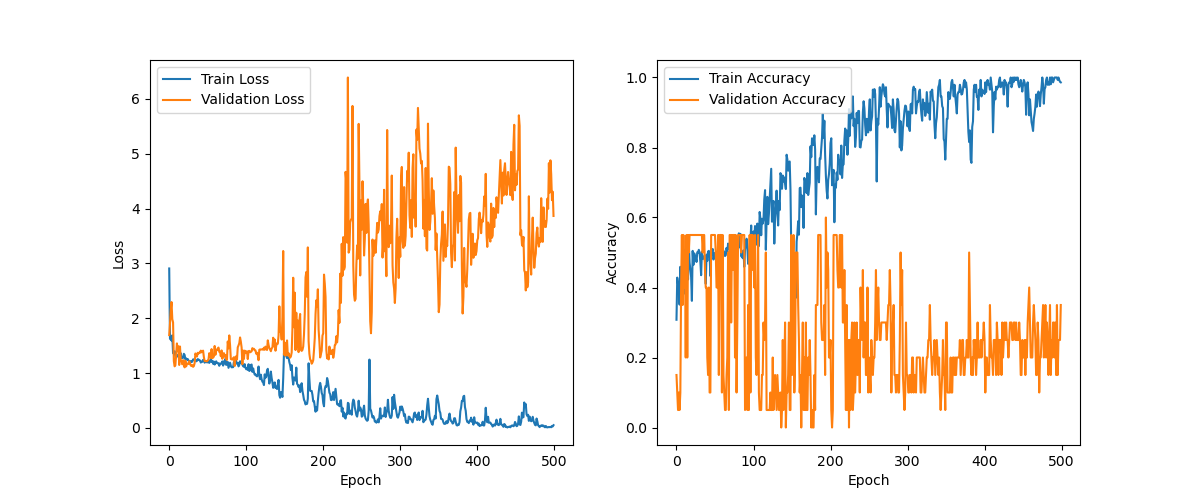 Train Loss
Validation Loss
6
5
4
3
2
1
0
Loss
0 100 200 300 400 500
Epoch
Train Accuracy
Validation Accuracy
1.0
0.8
0.6
0.4
0.2
0.0
Accuracy
0 100 200 300 400 500
Epoch